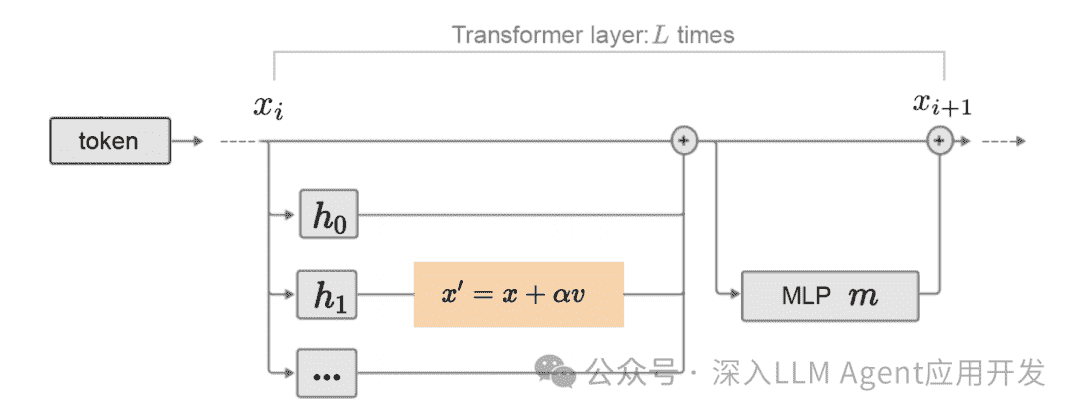 Transformer layer: L times
x_i
x_{i+1}
token
+
+
h_0
h_1
x′ = x + αv
MLP m
...
公众号 · 深入LLM Agent应用开发